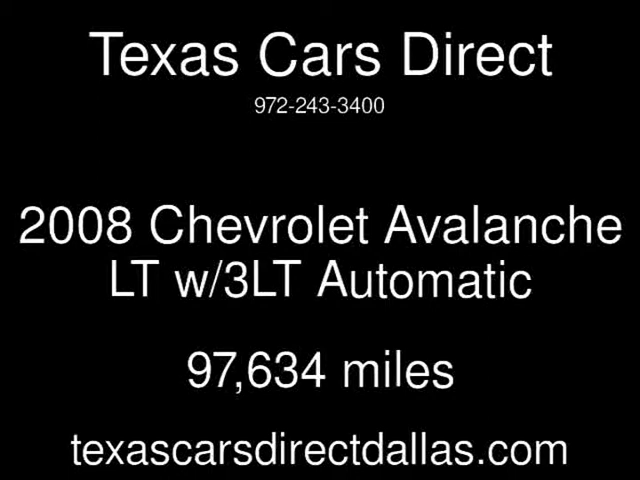 Texas Cars Direct
972-243-3400
2008 Chevrolet Avalanche
LT w/3LT Automatic
97,634 miles
texascarsdirectdallas.com